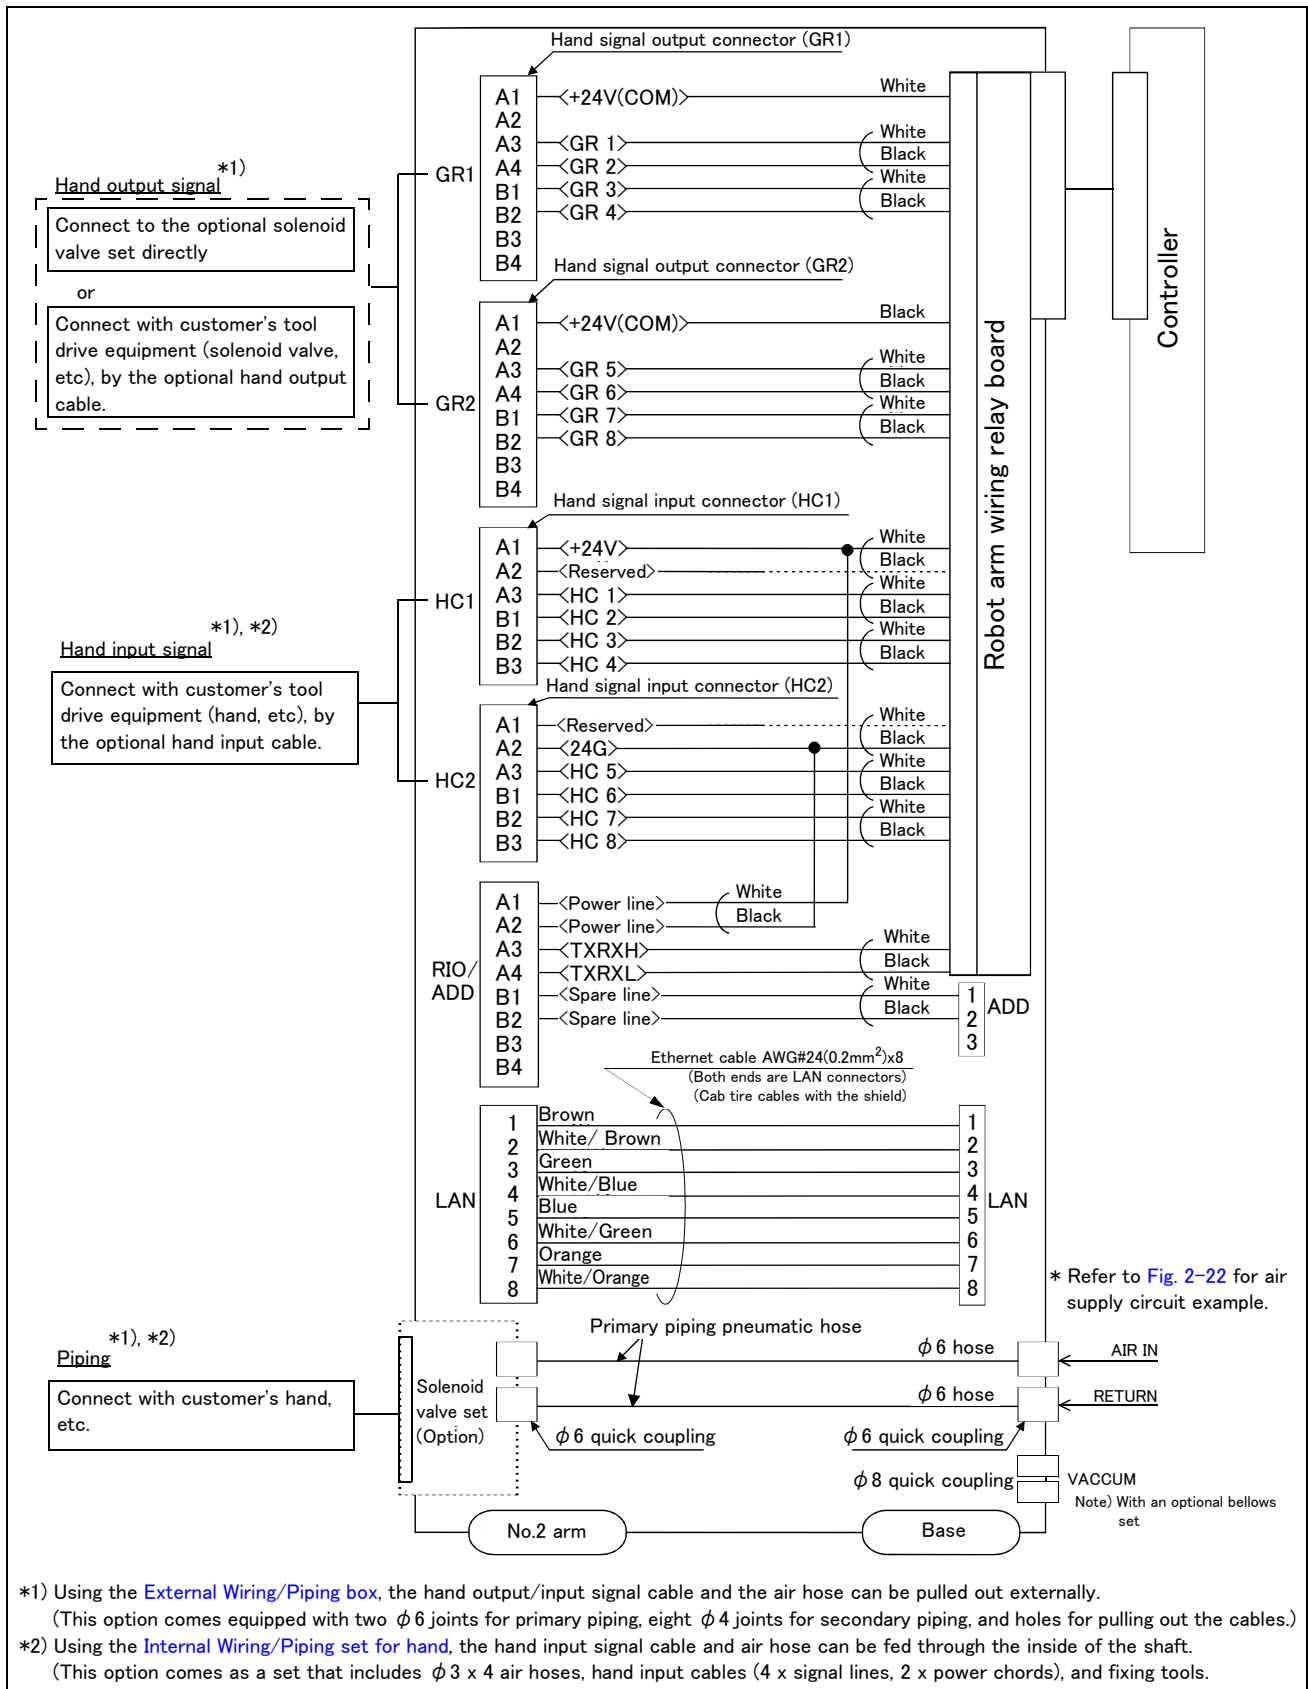 Hand signal output connector (GR1)
A1 <+24V(COM)> White
A2
A3 <GR 1> White
A4 <GR 2> Black
B1 <GR 3> White
B2 <GR 4> Black
B3
B4
GR1
*1)
Hand output signal
Connect to the optional solenoid
valve set directly
or
Connect with customer's tool
drive equipment (solenoid valve,
etc), by the optional hand output
cable.
Hand signal output connector (GR2)
A1 <+24V(COM)> Black
A2
A3 <GR 5> White
A4 <GR 6> Black
B1 <GR 7> White
B2 <GR 8> Black
B3
B4
GR2
Robot arm wiring relay board
Controller
Hand signal input connector (HC1)
A1 <+24V> White
A2 <Reserved> Black
A3 <HC 1> White
B1 <HC 2> Black
B2 <HC 3> White
B3 <HC 4> Black
HC1
*1), *2)
Hand input signal
Connect with customer's tool
drive equipment (hand, etc), by
the optional hand input cable.
Hand signal input connector (HC2)
A1 <Reserved> White
A2 <24G> Black
A3 <HC 5> White
B1 <HC 6> Black
B2 <HC 7> White
B3 <HC 8> Black
HC2
A1 <Power line> White
A2 <Power line> Black
A3 <TXRXH> White
A4 <TXRXL> Black
B1 <Spare line> White 1
B2 <Spare line> Black 2
B3 3
B4
RIO/
ADD
ADD
Ethernet cable AWG#24(0.2mm²)x8
(Both ends are LAN connectors)
(Cab tire cables with the shield)
1 Brown 1
2 White/ Brown 2
3 Green 3
4 White/Blue 4
5 Blue 5
6 White/Green 6
7 Orange 7
8 White/Orange 8
LAN
LAN
* Refer to Fig. 2-22 for air
supply circuit example.
*1), *2)
Piping
Connect with customer's hand,
etc.
Primary piping pneumatic hose
φ6 hose AIR IN
Solenoid
valve set
(Option)
φ6 hose RETURN
φ6 quick coupling φ6 quick coupling
φ8 quick coupling VACCUM
Note) With an optional bellows
set
No.2 arm Base
*1) Using the External Wiring/Piping box, the hand output/input signal cable and the air hose can be pulled out externally.
(This option comes equipped with two φ6 joints for primary piping, eight φ4 joints for secondary piping, and holes for pulling out the cables.)
*2) Using the Internal Wiring/Piping set for hand, the hand input signal cable and air hose can be fed through the inside of the shaft.
(This option comes as a set that includes φ3 x 4 air hoses, hand input cables (4 x signal lines, 2 x power chords), and fixing tools.